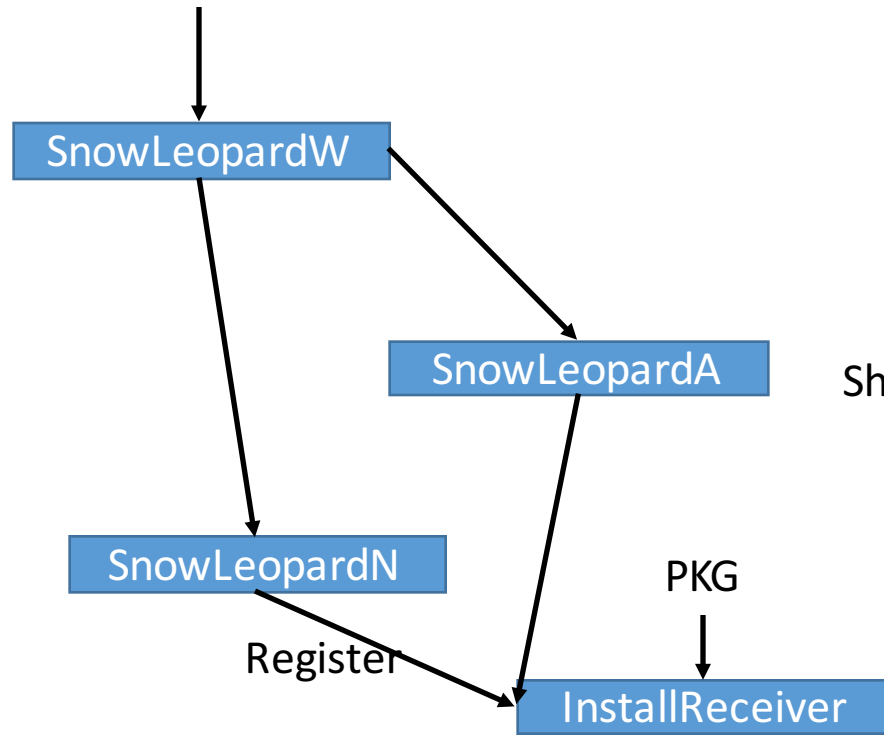 SnowLeopardW
SnowLeopardA
Sh
SnowLeopardN
PKG
Register
InstallReceiver